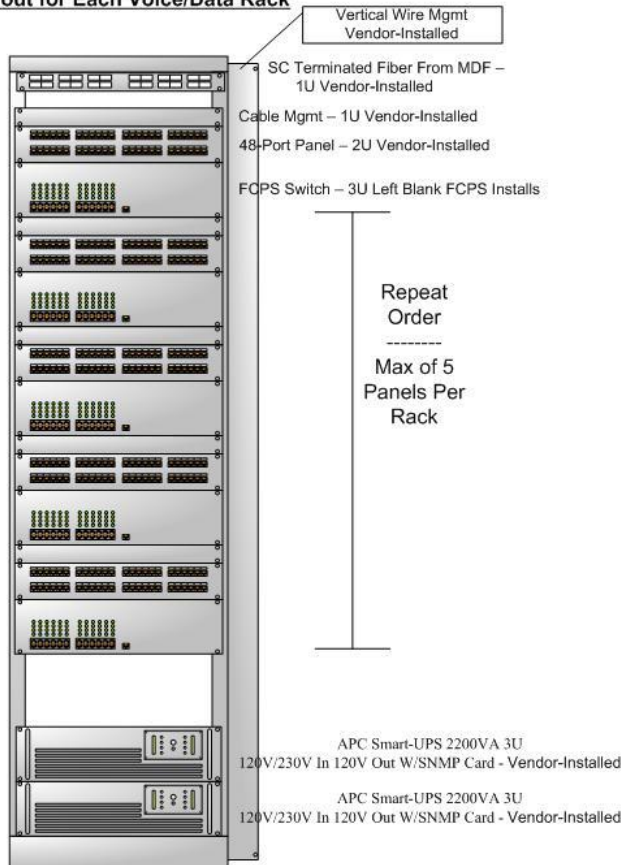 out for Each Voice/Data Rack
Vertical Wire Mgmt
Vendor-Installed
SC Terminated Fiber From MDF –
1U Vendor-Installed
Cable Mgmt – 1U Vendor-Installed
48-Port Panel – 2U Vendor-Installed
FCPS Switch – 3U Left Blank FCPS Installs
Repeat
Order
--------
Max of 5
Panels Per
Rack
APC Smart-UPS 2200VA 3U
120V/230V In 120V Out W/SNMP Card - Vendor-Installed
APC Smart-UPS 2200VA 3U
120V/230V In 120V Out W/SNMP Card - Vendor-Installed